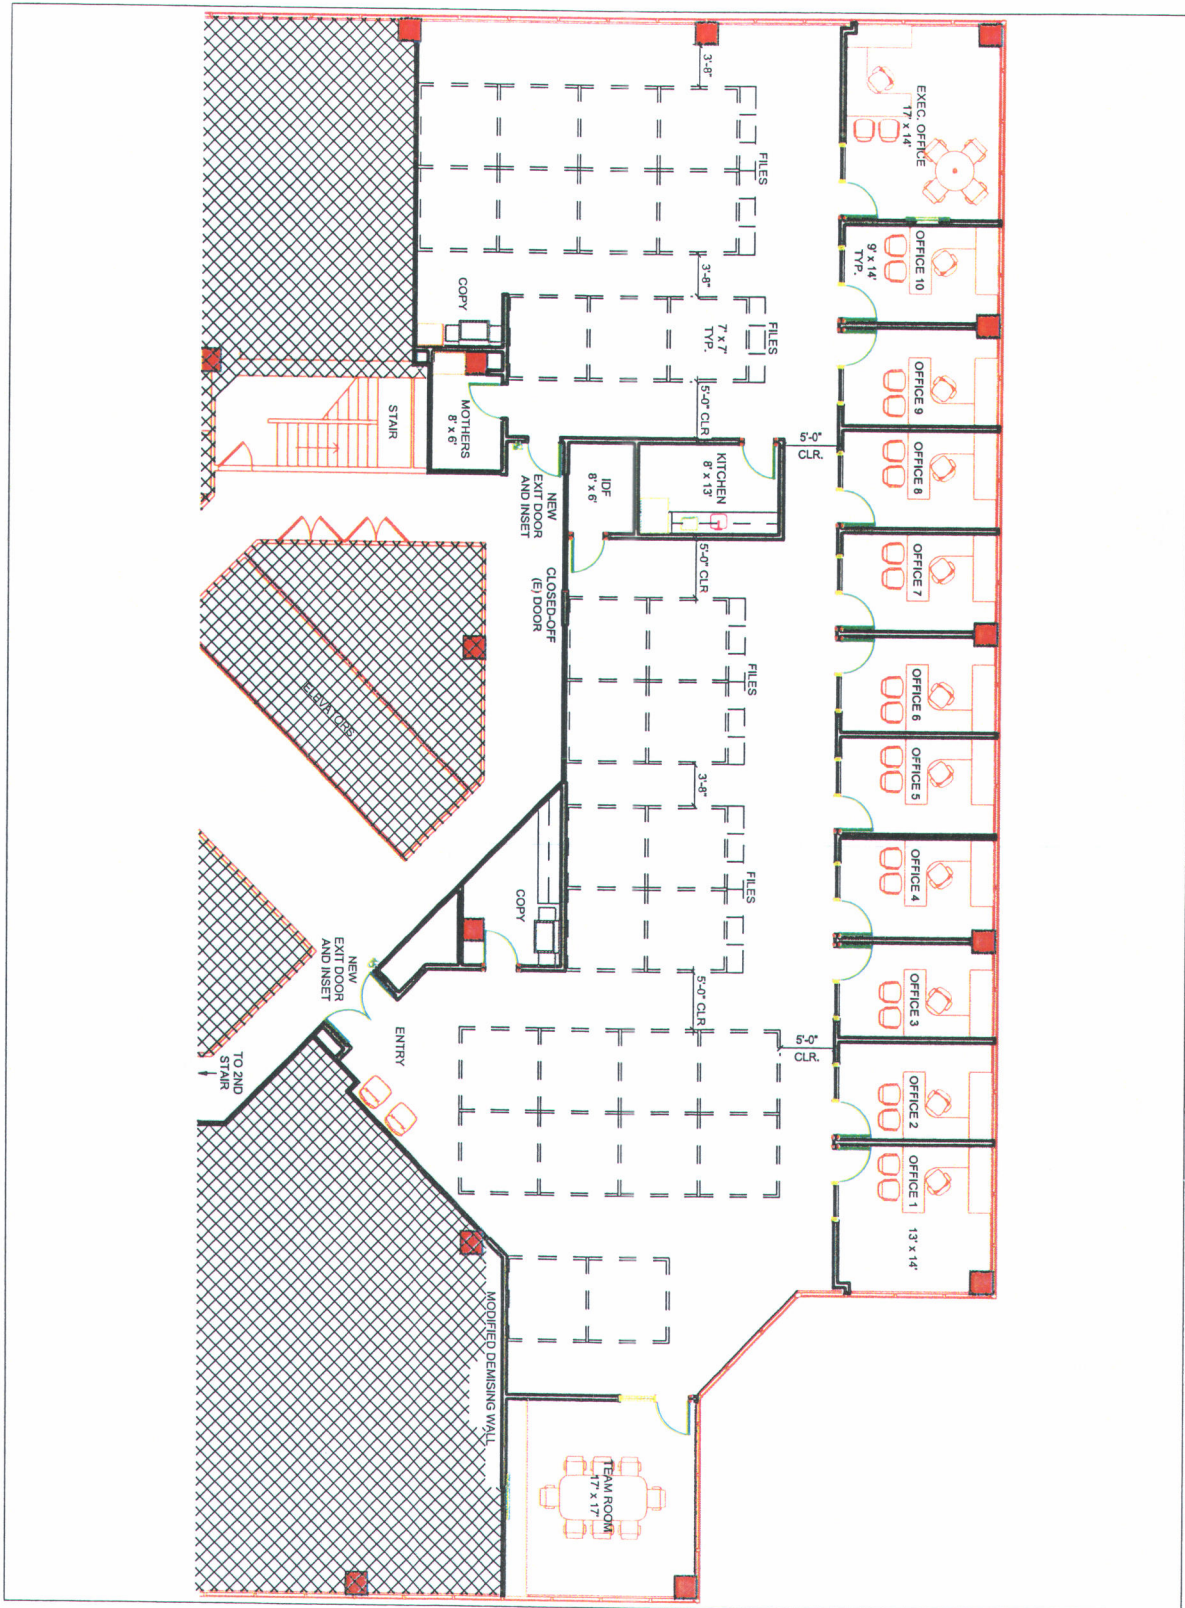 EXEC. OFFICE
17' x 14'
OFFICE 10
9' x 14'
TYP.
OFFICE 9
OFFICE 8
OFFICE 7
OFFICE 6
OFFICE 5
OFFICE 4
OFFICE 3
OFFICE 2
OFFICE 1
13' x 14'
3'-8"
FILES
3'-8"
FILES
7' x 7'
TYP.
5'-0" CLR
5'-0"
CLR.
COPY
MOTHERS
8' x 6'
STAIR
KITCHEN
8' x 13'
IDF
8' x 6'
NEW
EXIT DOOR
AND INSET
5'-0" CLR
CLOSED-OFF
(E) DOOR
FILES
3'-8"
FILES
ELEVATORS
COPY
5'-0" CLR
5'-0"
CLR.
NEW
EXIT DOOR
AND INSET
ENTRY
TO 2ND
STAIR
MODIFIED DEMISING WALL
TEAM ROOM
17' x 17'